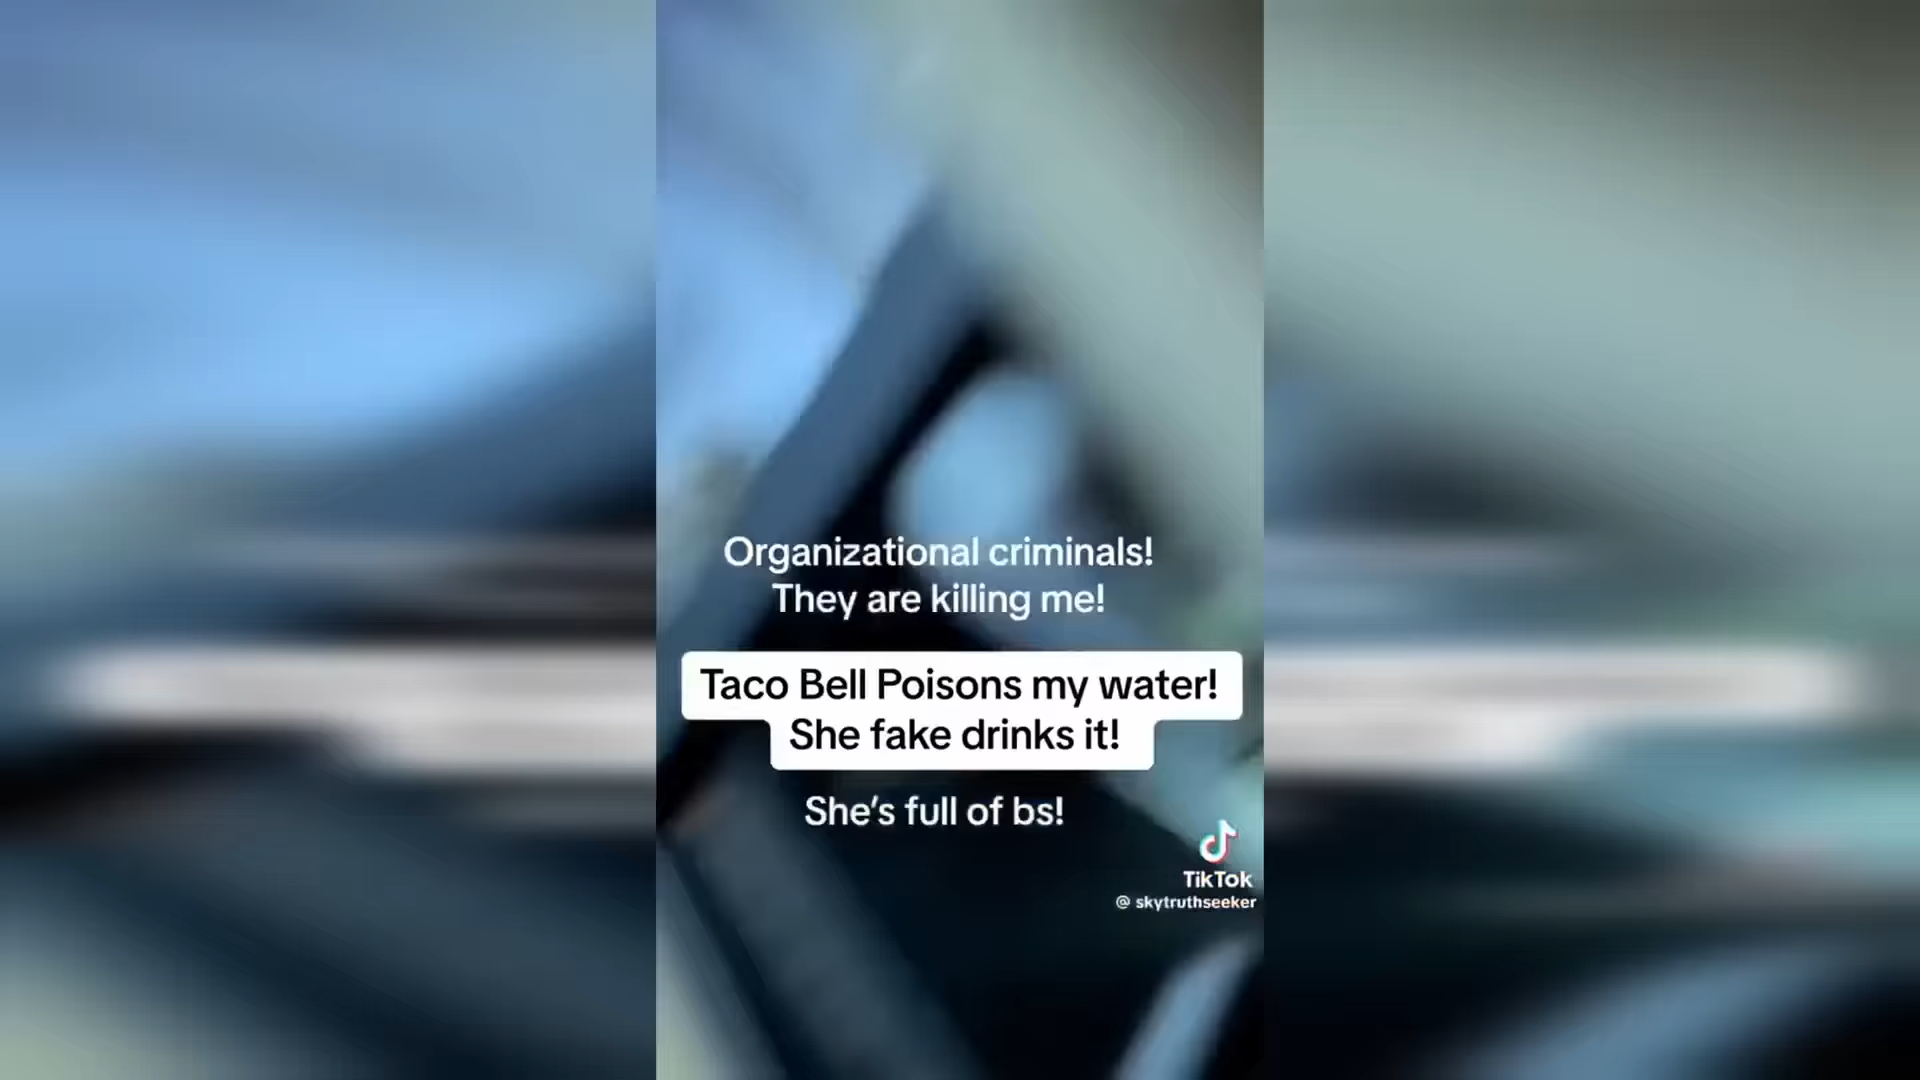 Organizational criminals!
They are killing me!
Taco Bell Poisons my water!
She fake drinks it!
She’s full of bs!
TikTok
@ skytruthseeker